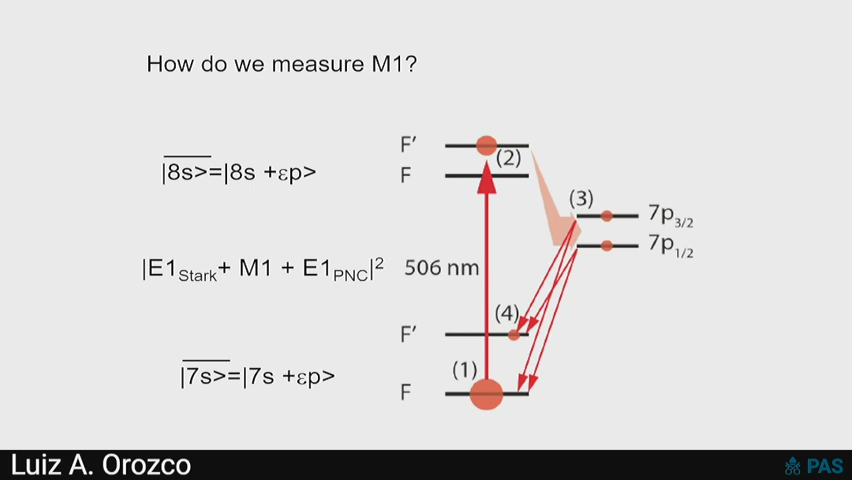 How do we measure M1?
F′
(2)
|8s>=|8s +εp>
F
(3)
7p3/2
7p1/2
|E1Stark+ M1 + E1PNC|²
506 nm
(4)
F′
|7s>=|7s +εp>
(1)
F
Luiz A. Orozco
PAS